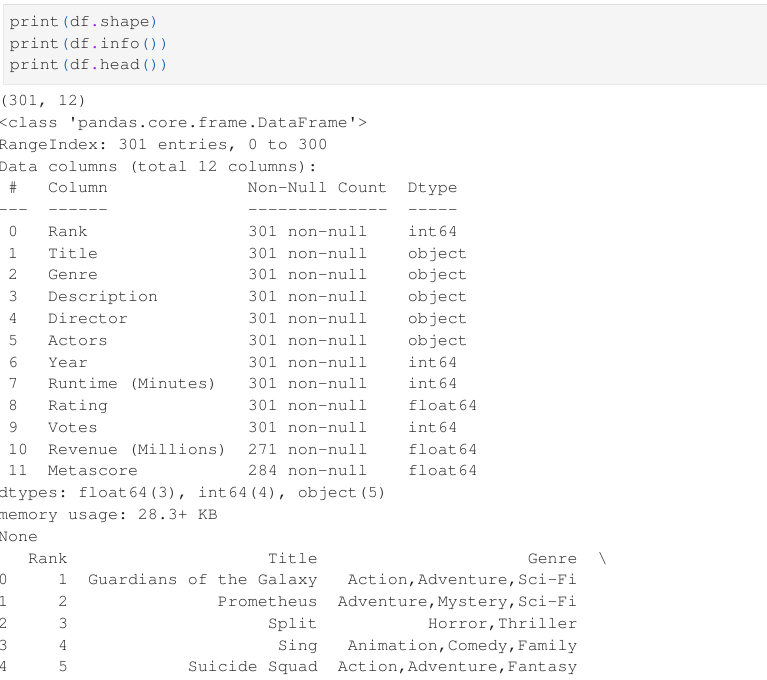 print(df.shape)
print(df.info())
print(df.head())
(301, 12)
<class 'pandas.core.frame.DataFrame'>
RangeIndex: 301 entries, 0 to 300
Data columns (total 12 columns):
 #   Column              Non-Null Count  Dtype
---  ------              --------------  -----
 0   Rank                301 non-null    int64
 1   Title               301 non-null    object
 2   Genre               301 non-null    object
 3   Description         301 non-null    object
 4   Director            301 non-null    object
 5   Actors              301 non-null    object
 6   Year                301 non-null    int64
 7   Runtime (Minutes)   301 non-null    int64
 8   Rating              301 non-null    float64
 9   Votes               301 non-null    int64
 10  Revenue (Millions)  271 non-null    float64
 11  Metascore           284 non-null    float64
dtypes: float64(3), int64(4), object(5)
memory usage: 28.3+ KB
None
   Rank                    Title                     Genre  \
0     1  Guardians of the Galaxy   Action,Adventure,Sci-Fi
1     2               Prometheus  Adventure,Mystery,Sci-Fi
2     3                    Split           Horror,Thriller
3     4                     Sing   Animation,Comedy,Family
4     5            Suicide Squad  Action,Adventure,Fantasy